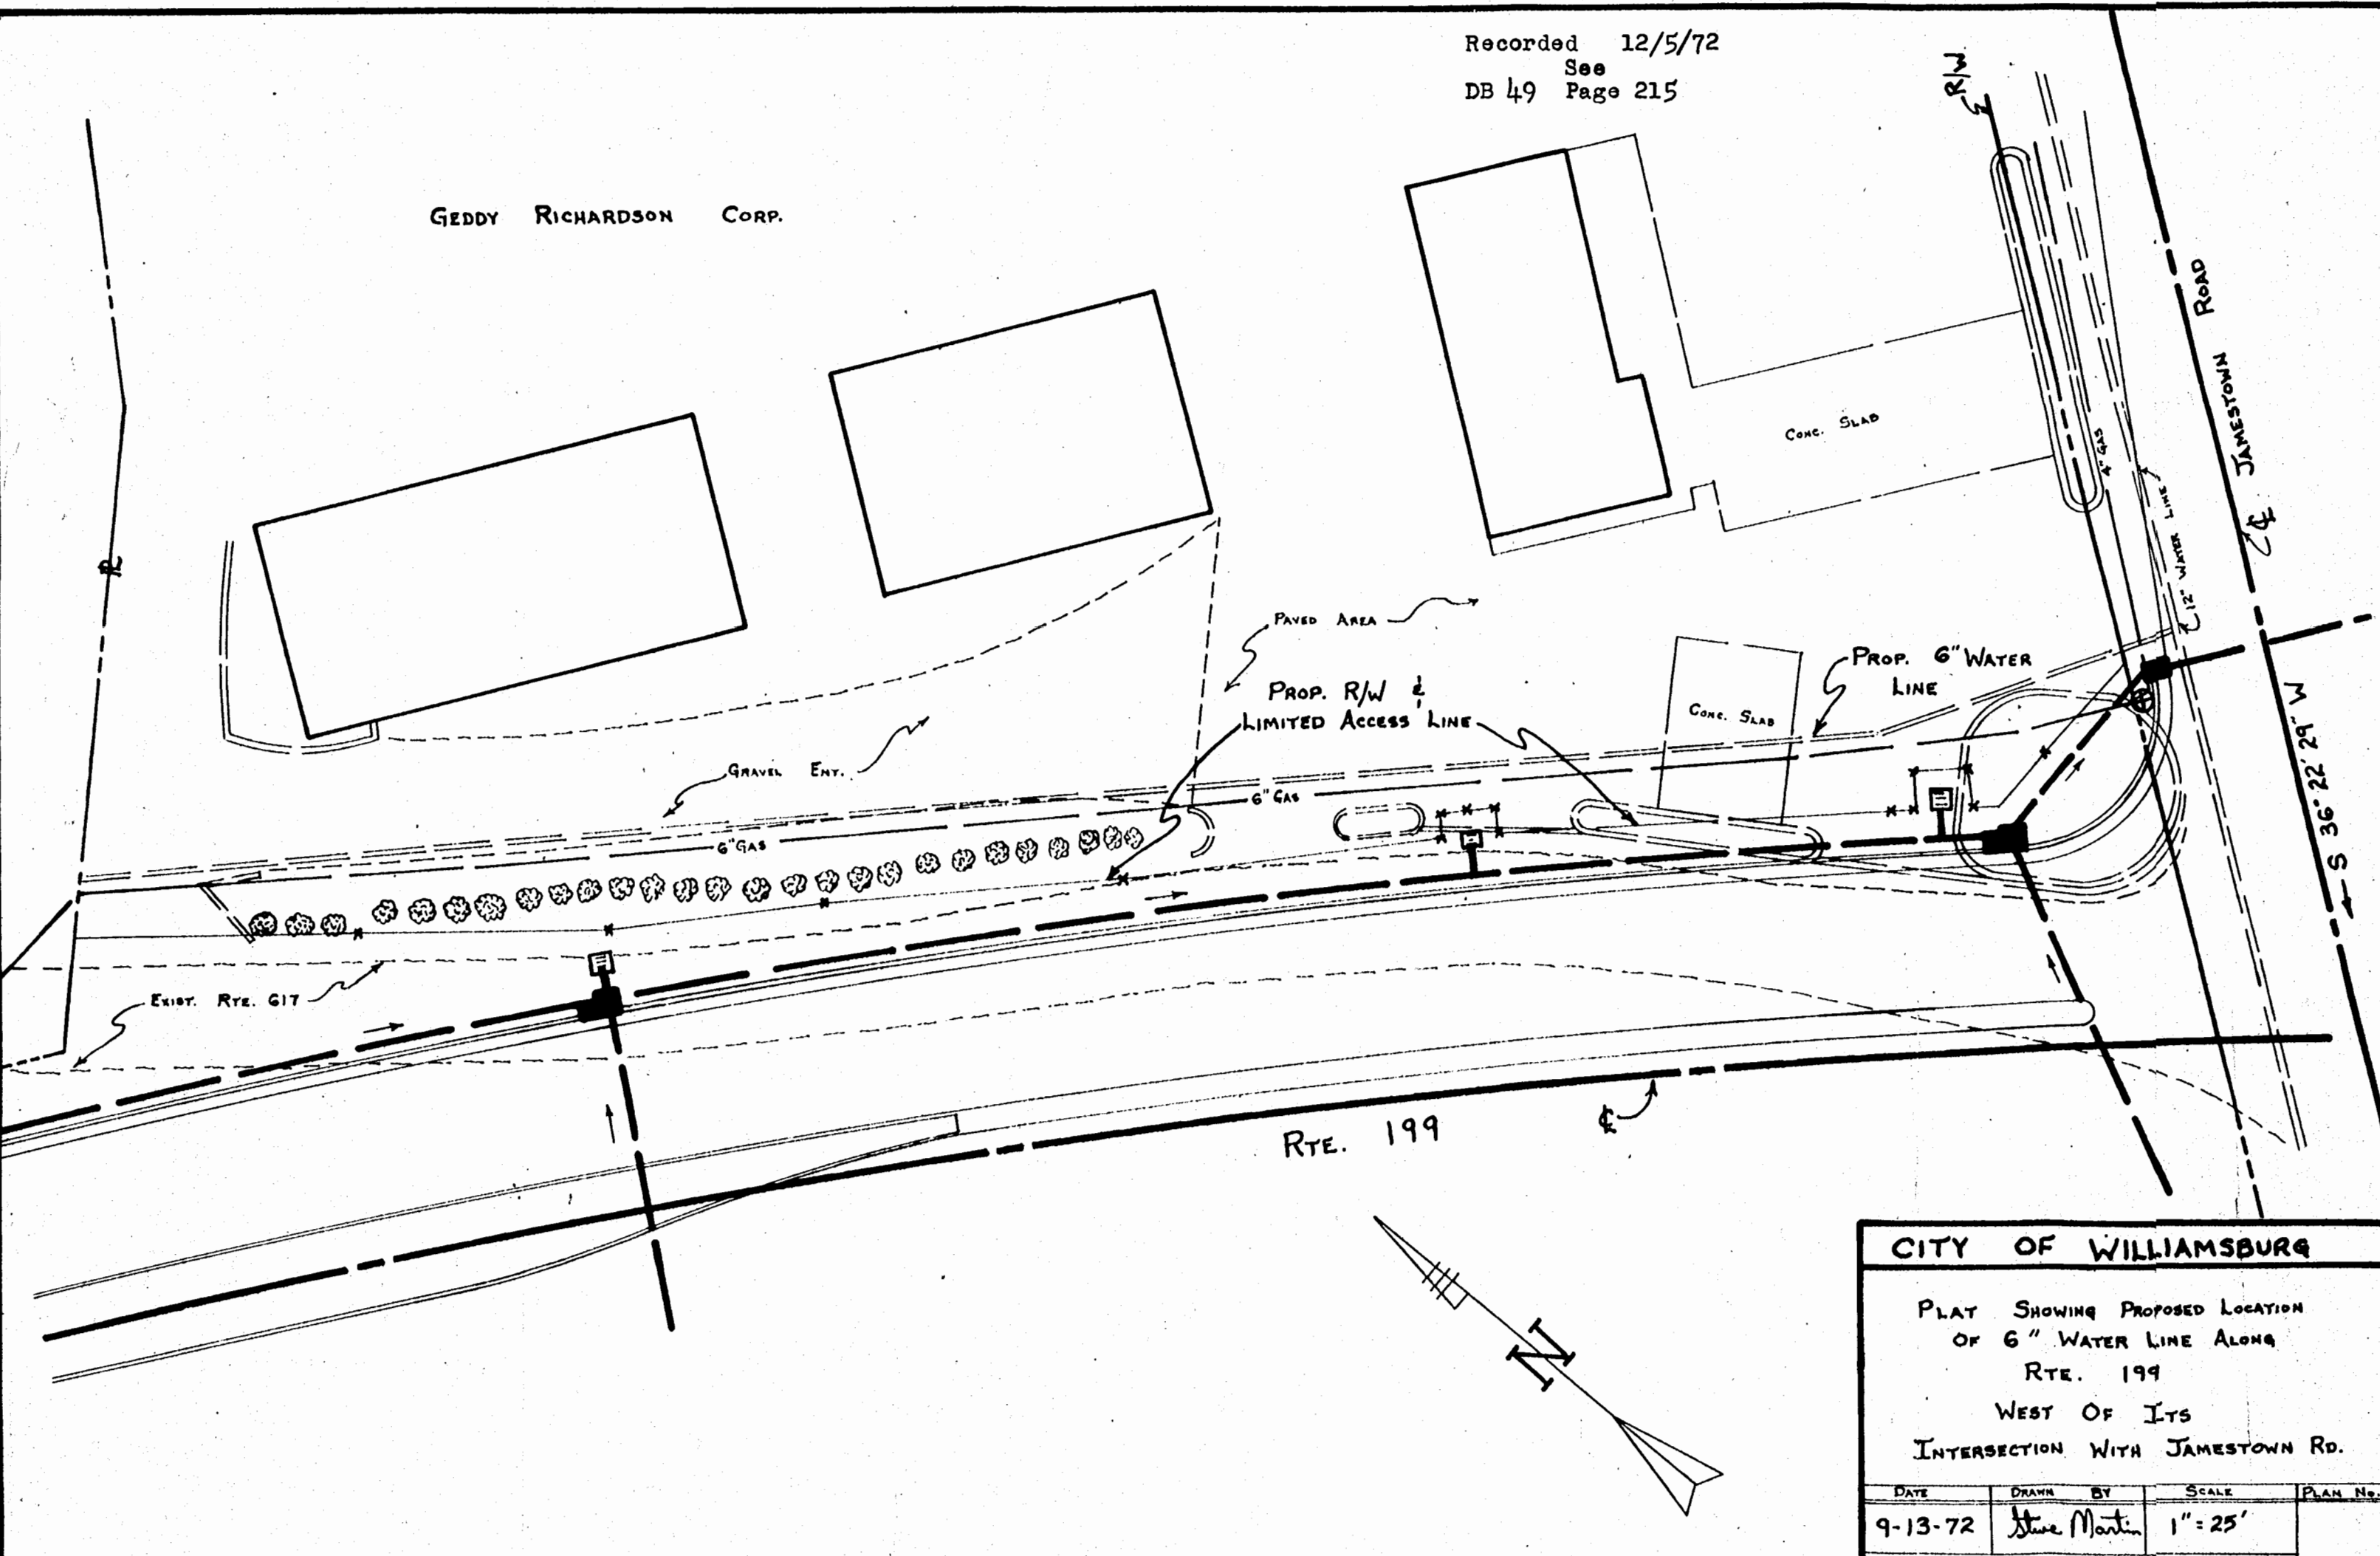 Recorded 12/5/72
See
DB 49 Page 215
R/W
GEDDY RICHARDSON CORP.
JAMESTOWN ROAD
CONC. SLAB
4" GAS
12" WATER LINE
PAVED AREA
PROP. 6" WATER
LINE
PROP. R/W &
LIMITED ACCESS LINE
CONC. SLAB
S 36° 22' 29" W
GRAVEL ENT.
6" GAS
6" GAS
EXIST. RTE. 617
RTE. 199
N
CITY OF WILLIAMSBURG
PLAT SHOWING PROPOSED LOCATION
OF 6" WATER LINE ALONG
RTE. 199
WEST OF ITS
INTERSECTION WITH JAMESTOWN RD.
DATE DRAWN BY SCALE PLAN No.
9-13-72 Steve Martin 1" = 25'